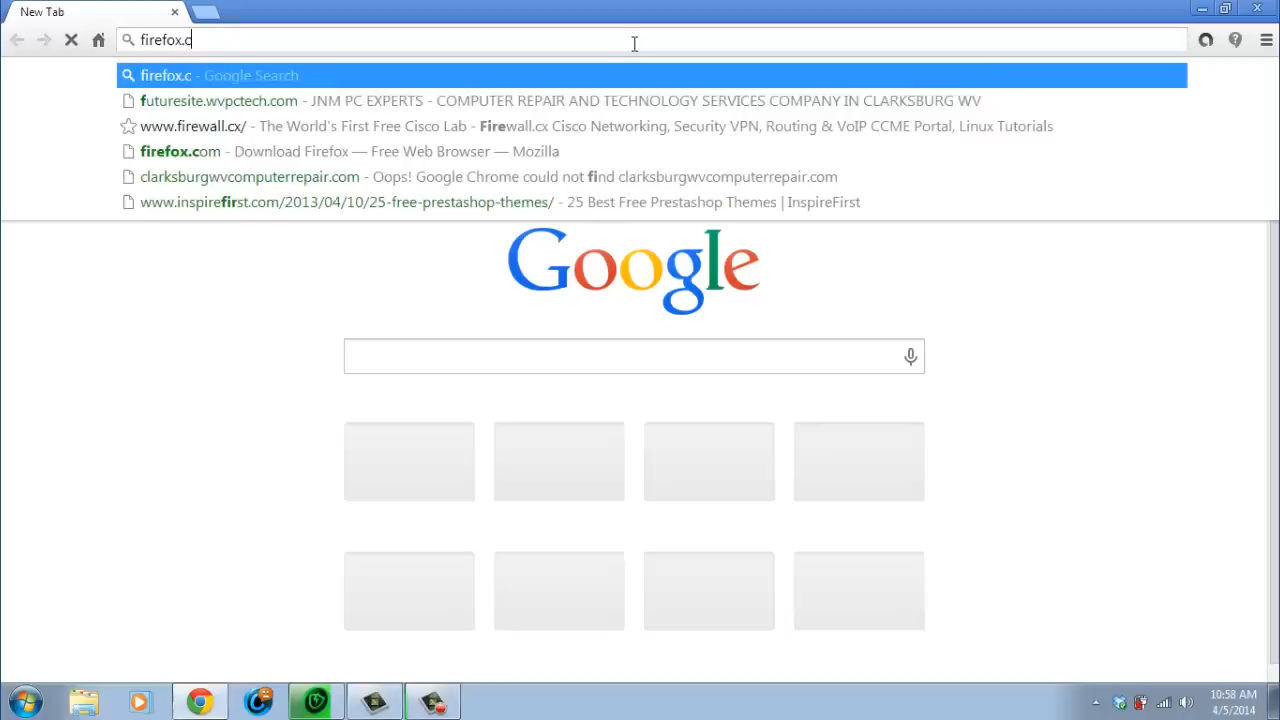 New Tab
firefox.c
firefox.c - Google Search
futuresite.wvpctech.com - JNM PC EXPERTS - COMPUTER REPAIR AND TECHNOLOGY SERVICES COMPANY IN CLARKSBURG WV
www.firewall.cx/ - The World's First Free Cisco Lab - Firewall.cx Cisco Networking, Security VPN, Routing & VoIP CCME Portal, Linux Tutorials
firefox.com - Download Firefox — Free Web Browser — Mozilla
clarksburgwvcomputerrepair.com - Oops! Google Chrome could not find clarksburgwvcomputerrepair.com
www.inspirefirst.com/2013/04/10/25-free-prestashop-themes/ - 25 Best Free Prestashop Themes | InspireFirst
Google
10:58 AM
4/5/2014